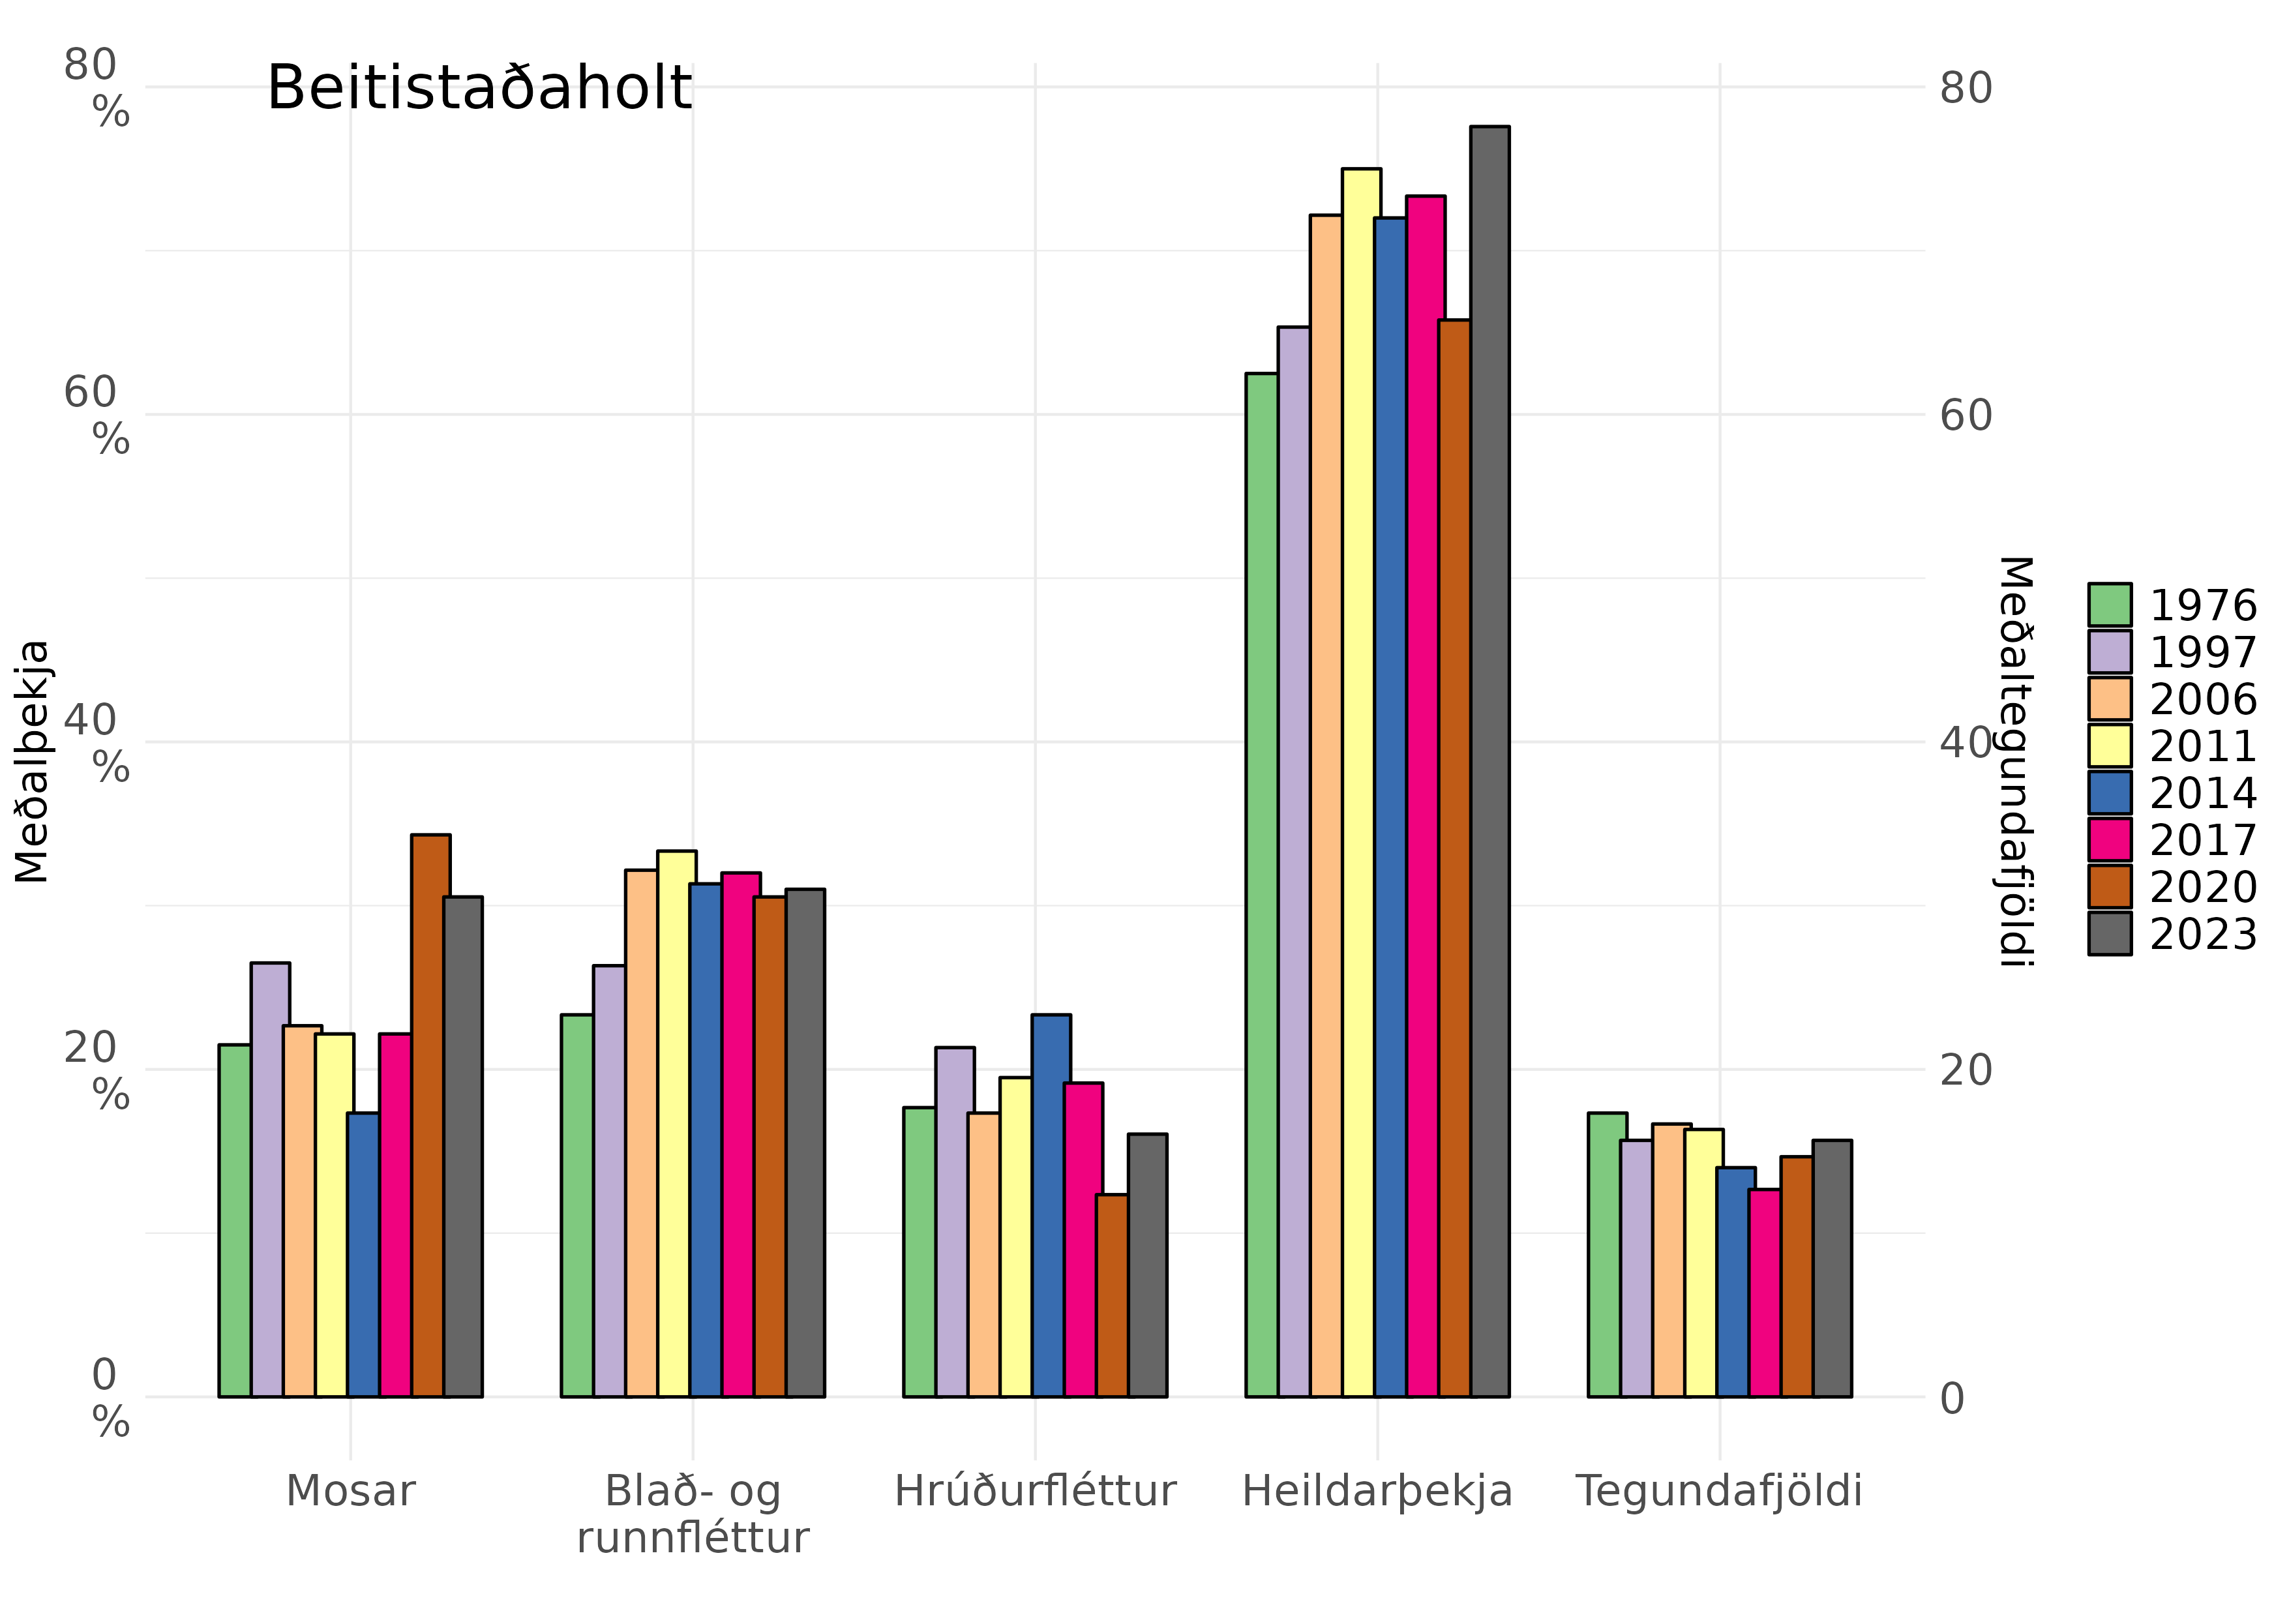 Beitistaðaholt
80
%
60
%
40
%
20
%
0
%
Meðalþekja
80
60
40
20
0
Meðaltegundafjöldi
1976
1997
2006
2011
2014
2017
2020
2023
Mosar
Blað- og
runnfléttur
Hrúðurfléttur
Heildarþekja
Tegundafjöldi